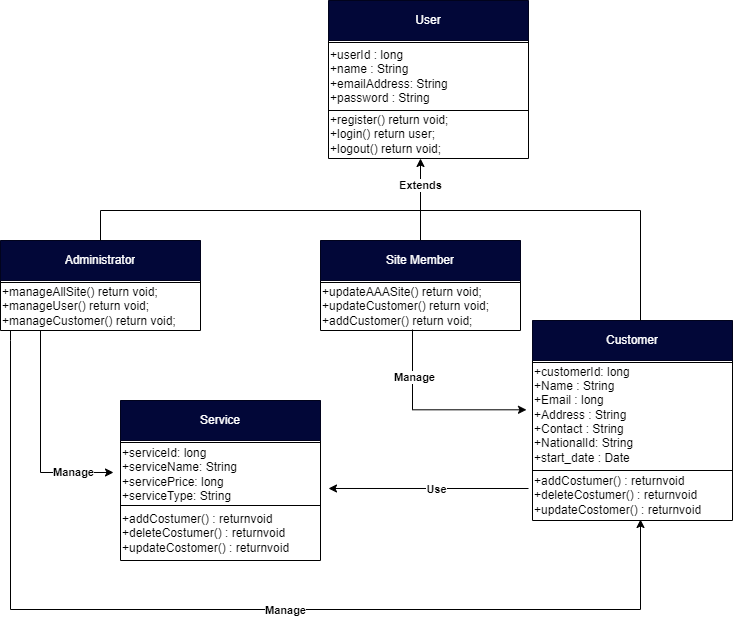 User
+userId : long
+name : String
+emailAddress: String
+password : String
+register() return void;
+login() return user;
+logout() return void;
Extends
Administrator
+manageAllSite() return void;
+manageUser() return void;
+manageCustomer() return void;
Site Member
+updateAAASite() return void;
+updateCustomer() return void;
+addCustomer() return void;
Customer
+customerId: long
+Name : String
+Email : long
+Address : String
+Contact : String
+NationalId: String
+start_date : Date
+addCostumer() : returnvoid
+deleteCostumer() : returnvoid
+updateCostomer() : returnvoid
Manage
Service
+serviceId: long
+serviceName: String
+servicePrice: long
+serviceType: String
+addCostumer() : returnvoid
+deleteCostumer() : returnvoid
+updateCostomer() : returnvoid
Manage
Use
Manage